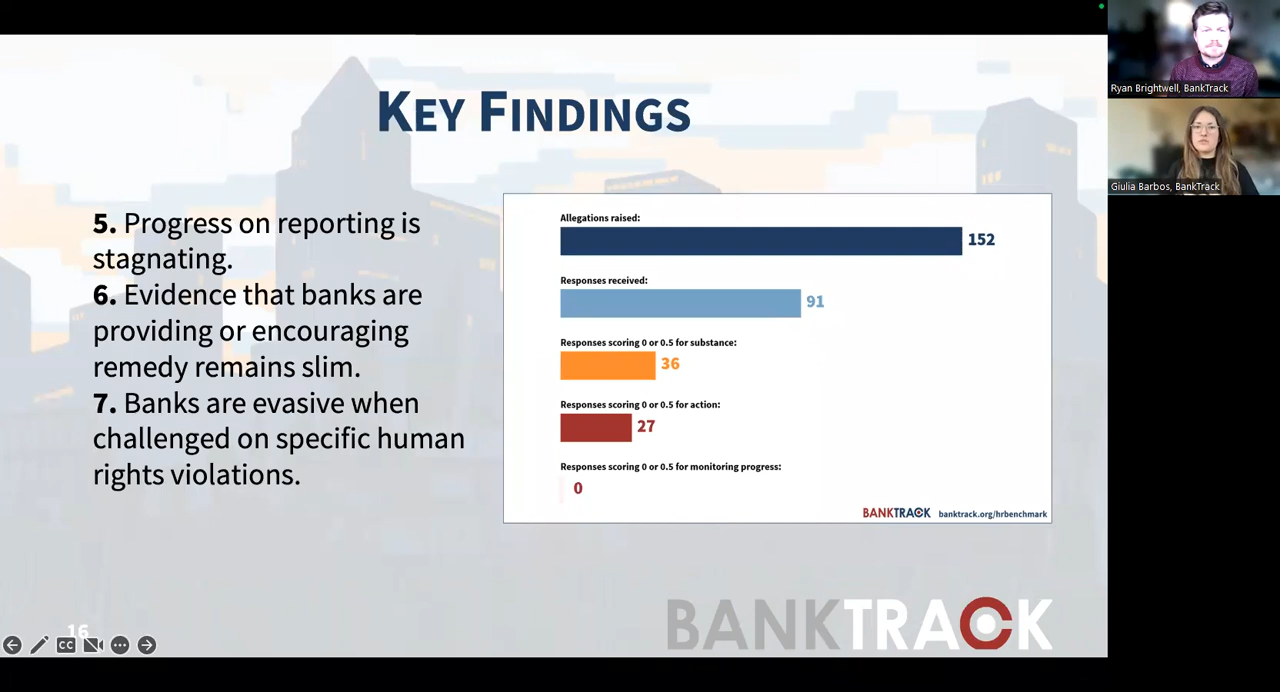 KEY FINDINGS
5. Progress on reporting is
stagnating.
6. Evidence that banks are
providing or encouraging
remedy remains slim.
7. Banks are evasive when
challenged on specific human
rights violations.
Allegations raised:
152
Responses received:
91
Responses scoring 0 or 0.5 for substance:
36
Responses scoring 0 or 0.5 for action:
27
Responses scoring 0 or 0.5 for monitoring progress:
0
BANKTRACK banktrack.org/hrbenchmark
BANKTRACK
16
CC
Ryan Brightwell, BankTrack
Giulia Barbos, BankTrack